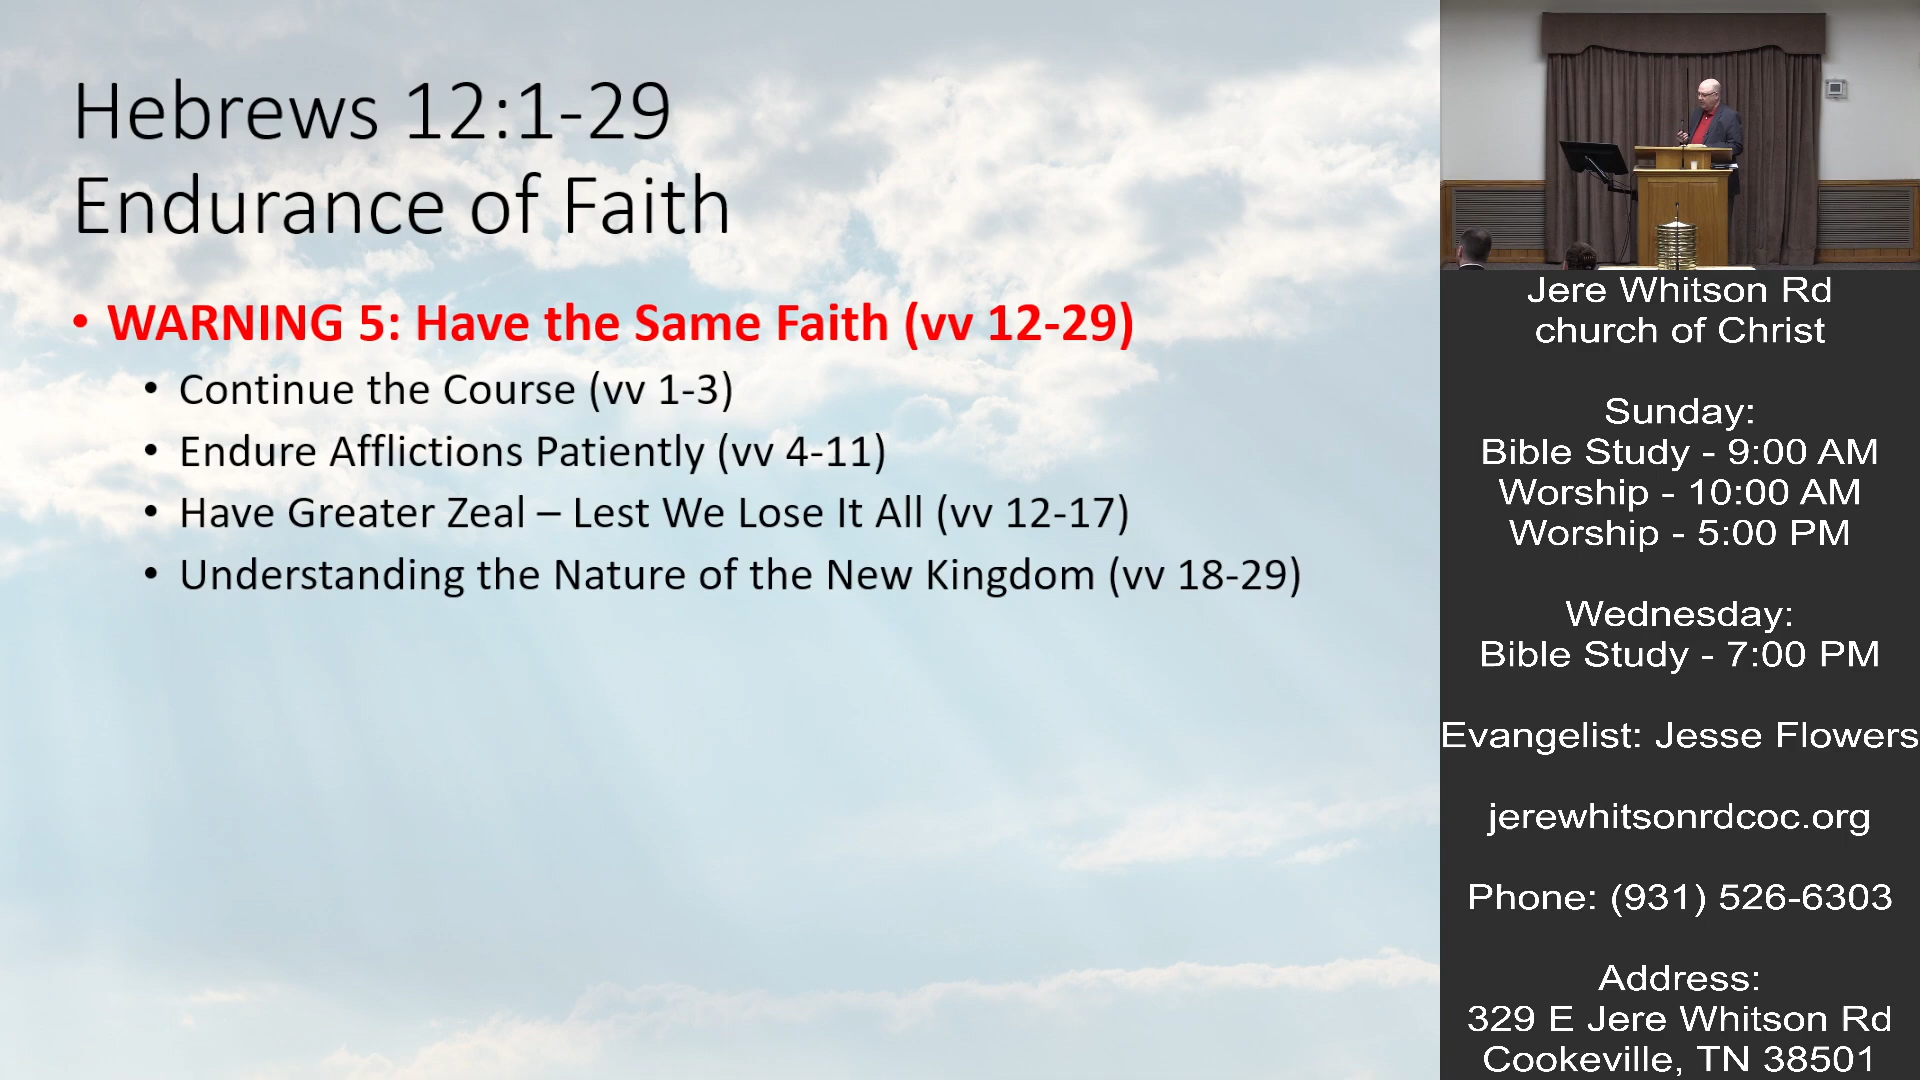 Hebrews 12:1-29
Endurance of Faith
• WARNING 5: Have the Same Faith (vv 12-29)
• Continue the Course (vv 1-3)
• Endure Afflictions Patiently (vv 4-11)
• Have Greater Zeal – Lest We Lose It All (vv 12-17)
• Understanding the Nature of the New Kingdom (vv 18-29)
Jere Whitson Rd
church of Christ
Sunday:
Bible Study - 9:00 AM
Worship - 10:00 AM
Worship - 5:00 PM
Wednesday:
Bible Study - 7:00 PM
Evangelist: Jesse Flowers
jerewhitsonrdcoc.org
Phone: (931) 526-6303
Address:
329 E Jere Whitson Rd
Cookeville, TN 38501